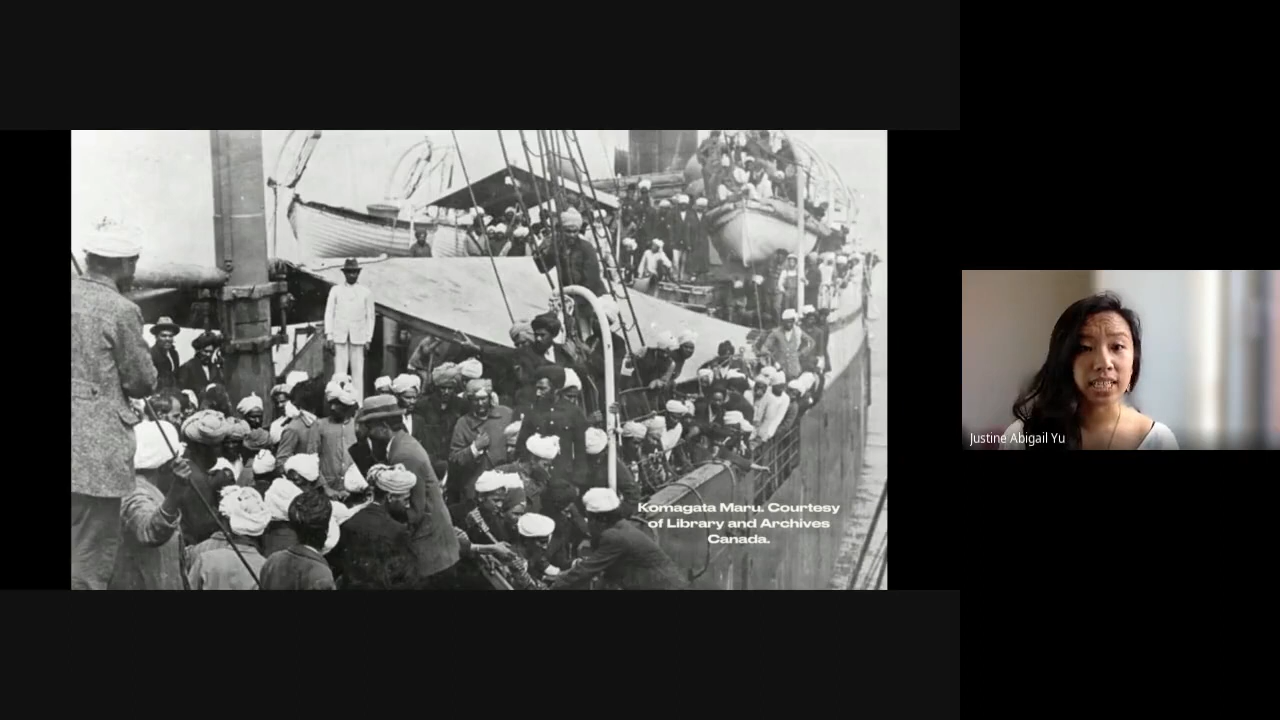 Komagata Maru. Courtesy
of Library and Archives
Canada.
Justine Abigail Yu